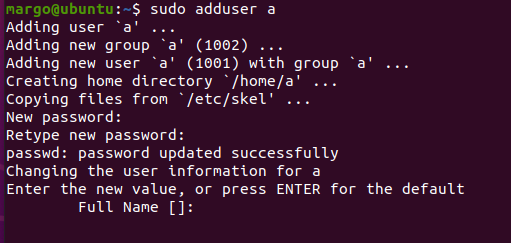 margo@ubuntu:~$ sudo adduser a
Adding user `a' ...
Adding new group `a' (1002) ...
Adding new user `a' (1001) with group `a' ...
Creating home directory `/home/a' ...
Copying files from `/etc/skel' ...
New password:
Retype new password:
passwd: password updated successfully
Changing the user information for a
Enter the new value, or press ENTER for the default
        Full Name []: